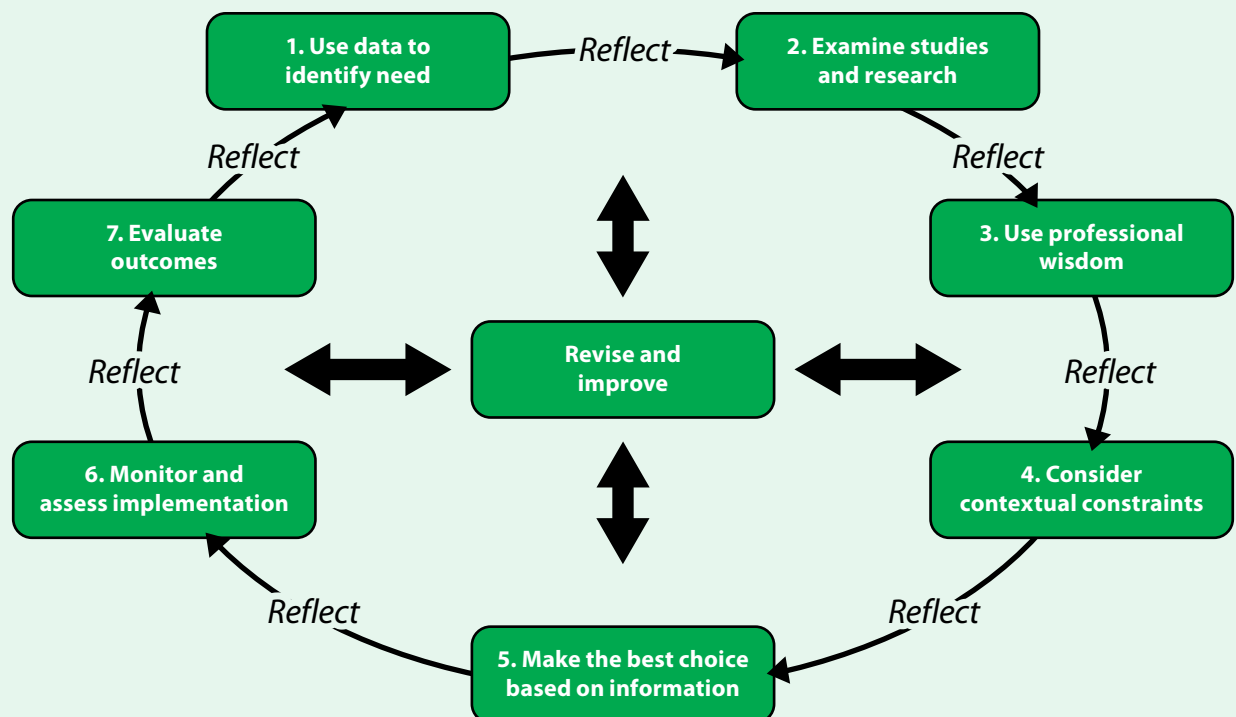 1. Use data to
identify need
Reflect
2. Examine studies
and research
Reflect
3. Use professional
wisdom
Reflect
4. Consider
contextual constraints
Reflect
5. Make the best choice
based on information
Reflect
6. Monitor and
assess implementation
Reflect
7. Evaluate
outcomes
Reflect
Revise and
improve